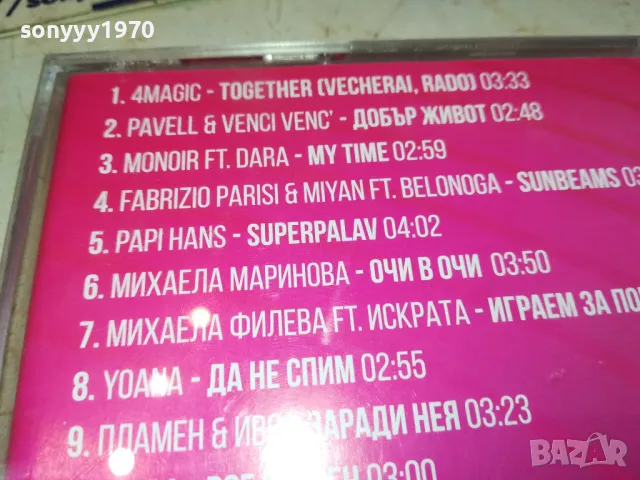 sonyyy1970
1. 4MAGIC - TOGETHER (VECHERAI, RADO) 03:33
2. PAVELL & VENCI VENC' - ДОБЪР ЖИВОТ 02:48
3. MONOIR FT. DARA - MY TIME 02:59
4. FABRIZIO PARISI & MIYAN FT. BELONOGA - SUNBEAMS
5. PAPI HANS - SUPERPALAV 04:02
6. МИХАЕЛА МАРИНОВА - ОЧИ В ОЧИ 03:50
7. МИХАЕЛА ФИЛЕВА FT. ИСКРАТА - ИГРАЕМ ЗА
8. YOANA - ДА НЕ СПИМ 02:55
9. ПЛАМЕН & ЗАРАДИ НЕЯ 03:23
03:00
BAZAR